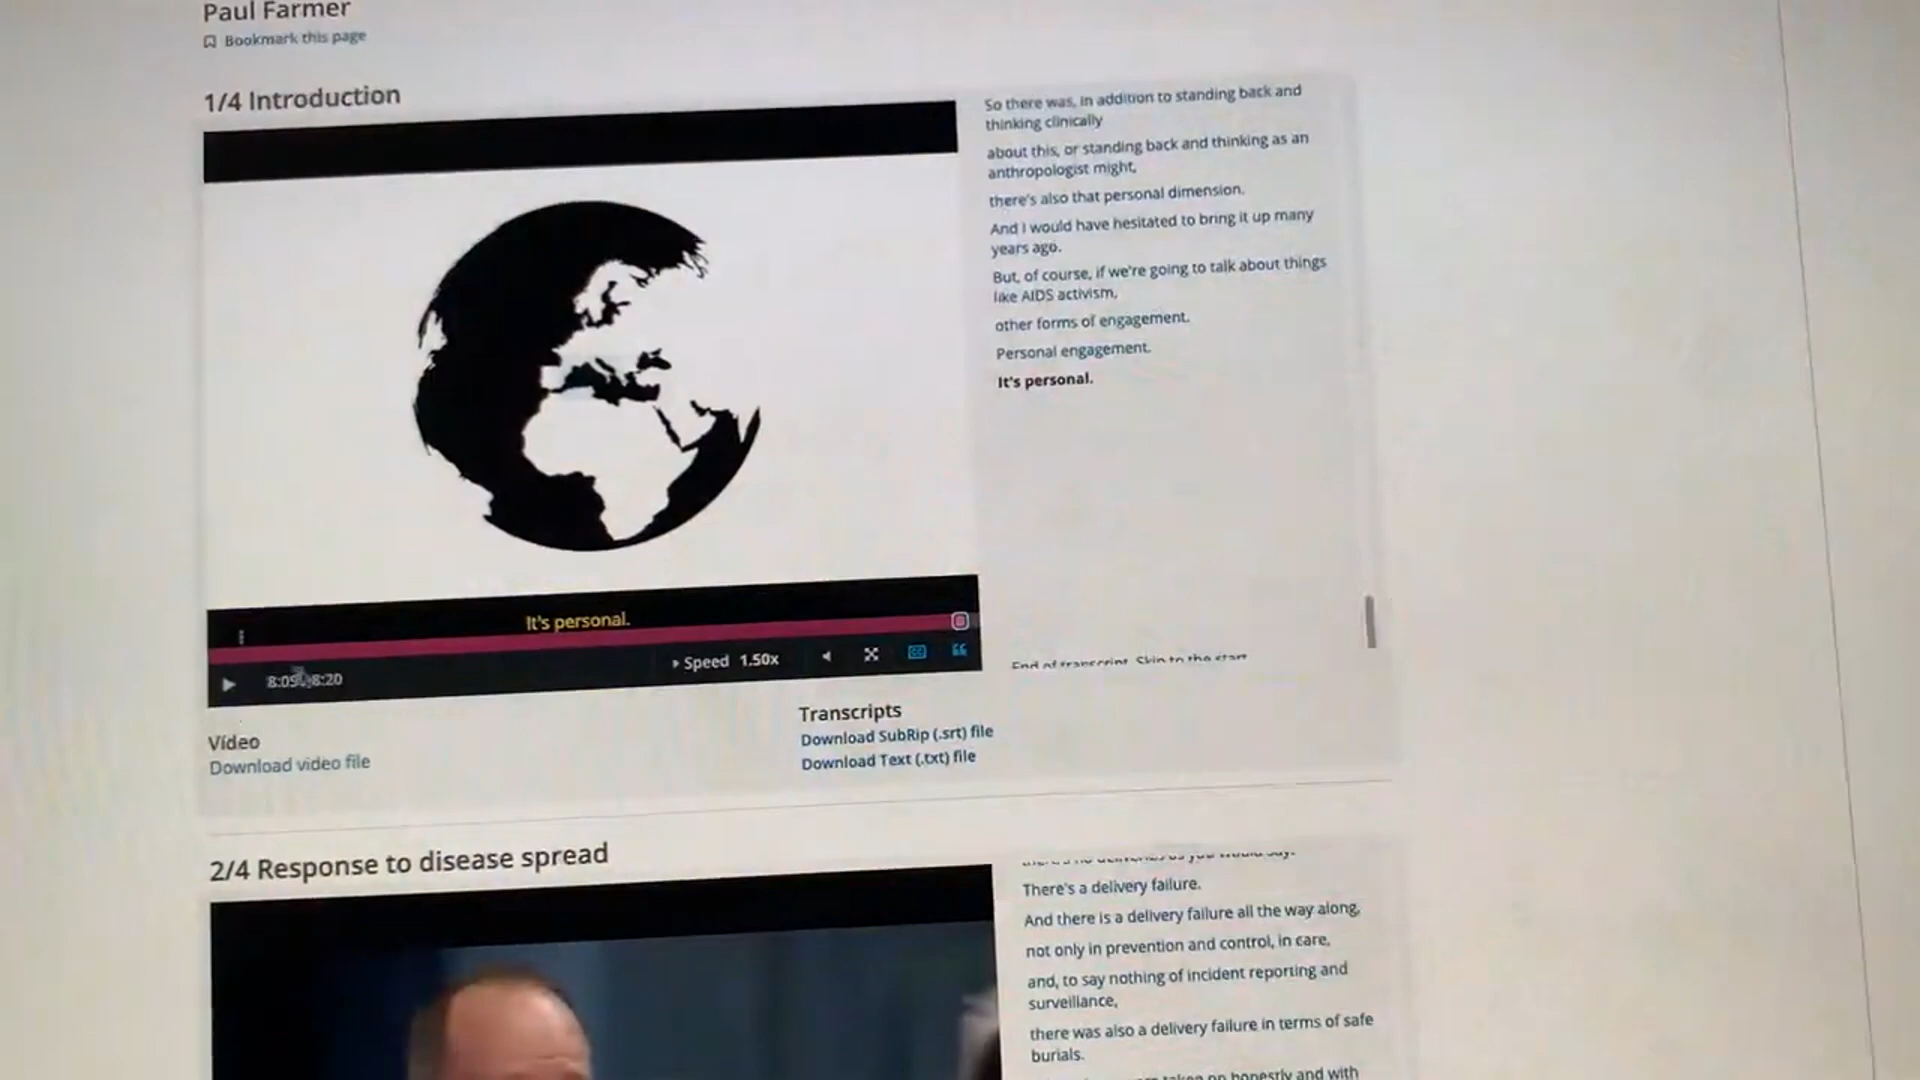 Paul Farmer
Bookmark this page
1/4 Introduction
So there was, in addition to standing back and
thinking clinically
about this, or standing back and thinking as an
anthropologist might,
there's also that personal dimension.
And I would have hesitated to bring it up many
years ago.
But, of course, if we're going to talk about things
like AIDS activism,
other forms of engagement.
Personal engagement.
It's personal.
It's personal.
Speed 1.50x
8:20
End of transcript. Skip to the start.
Video
Download video file
Transcripts
Download SubRip (.srt) file
Download Text (.txt) file
2/4 Response to disease spread
There's a delivery failure.
And there is a delivery failure all the way along,
not only in prevention and control, in care,
and, to say nothing of incident reporting and
surveillance,
there was also a delivery failure in terms of safe
burials.
honestly and with